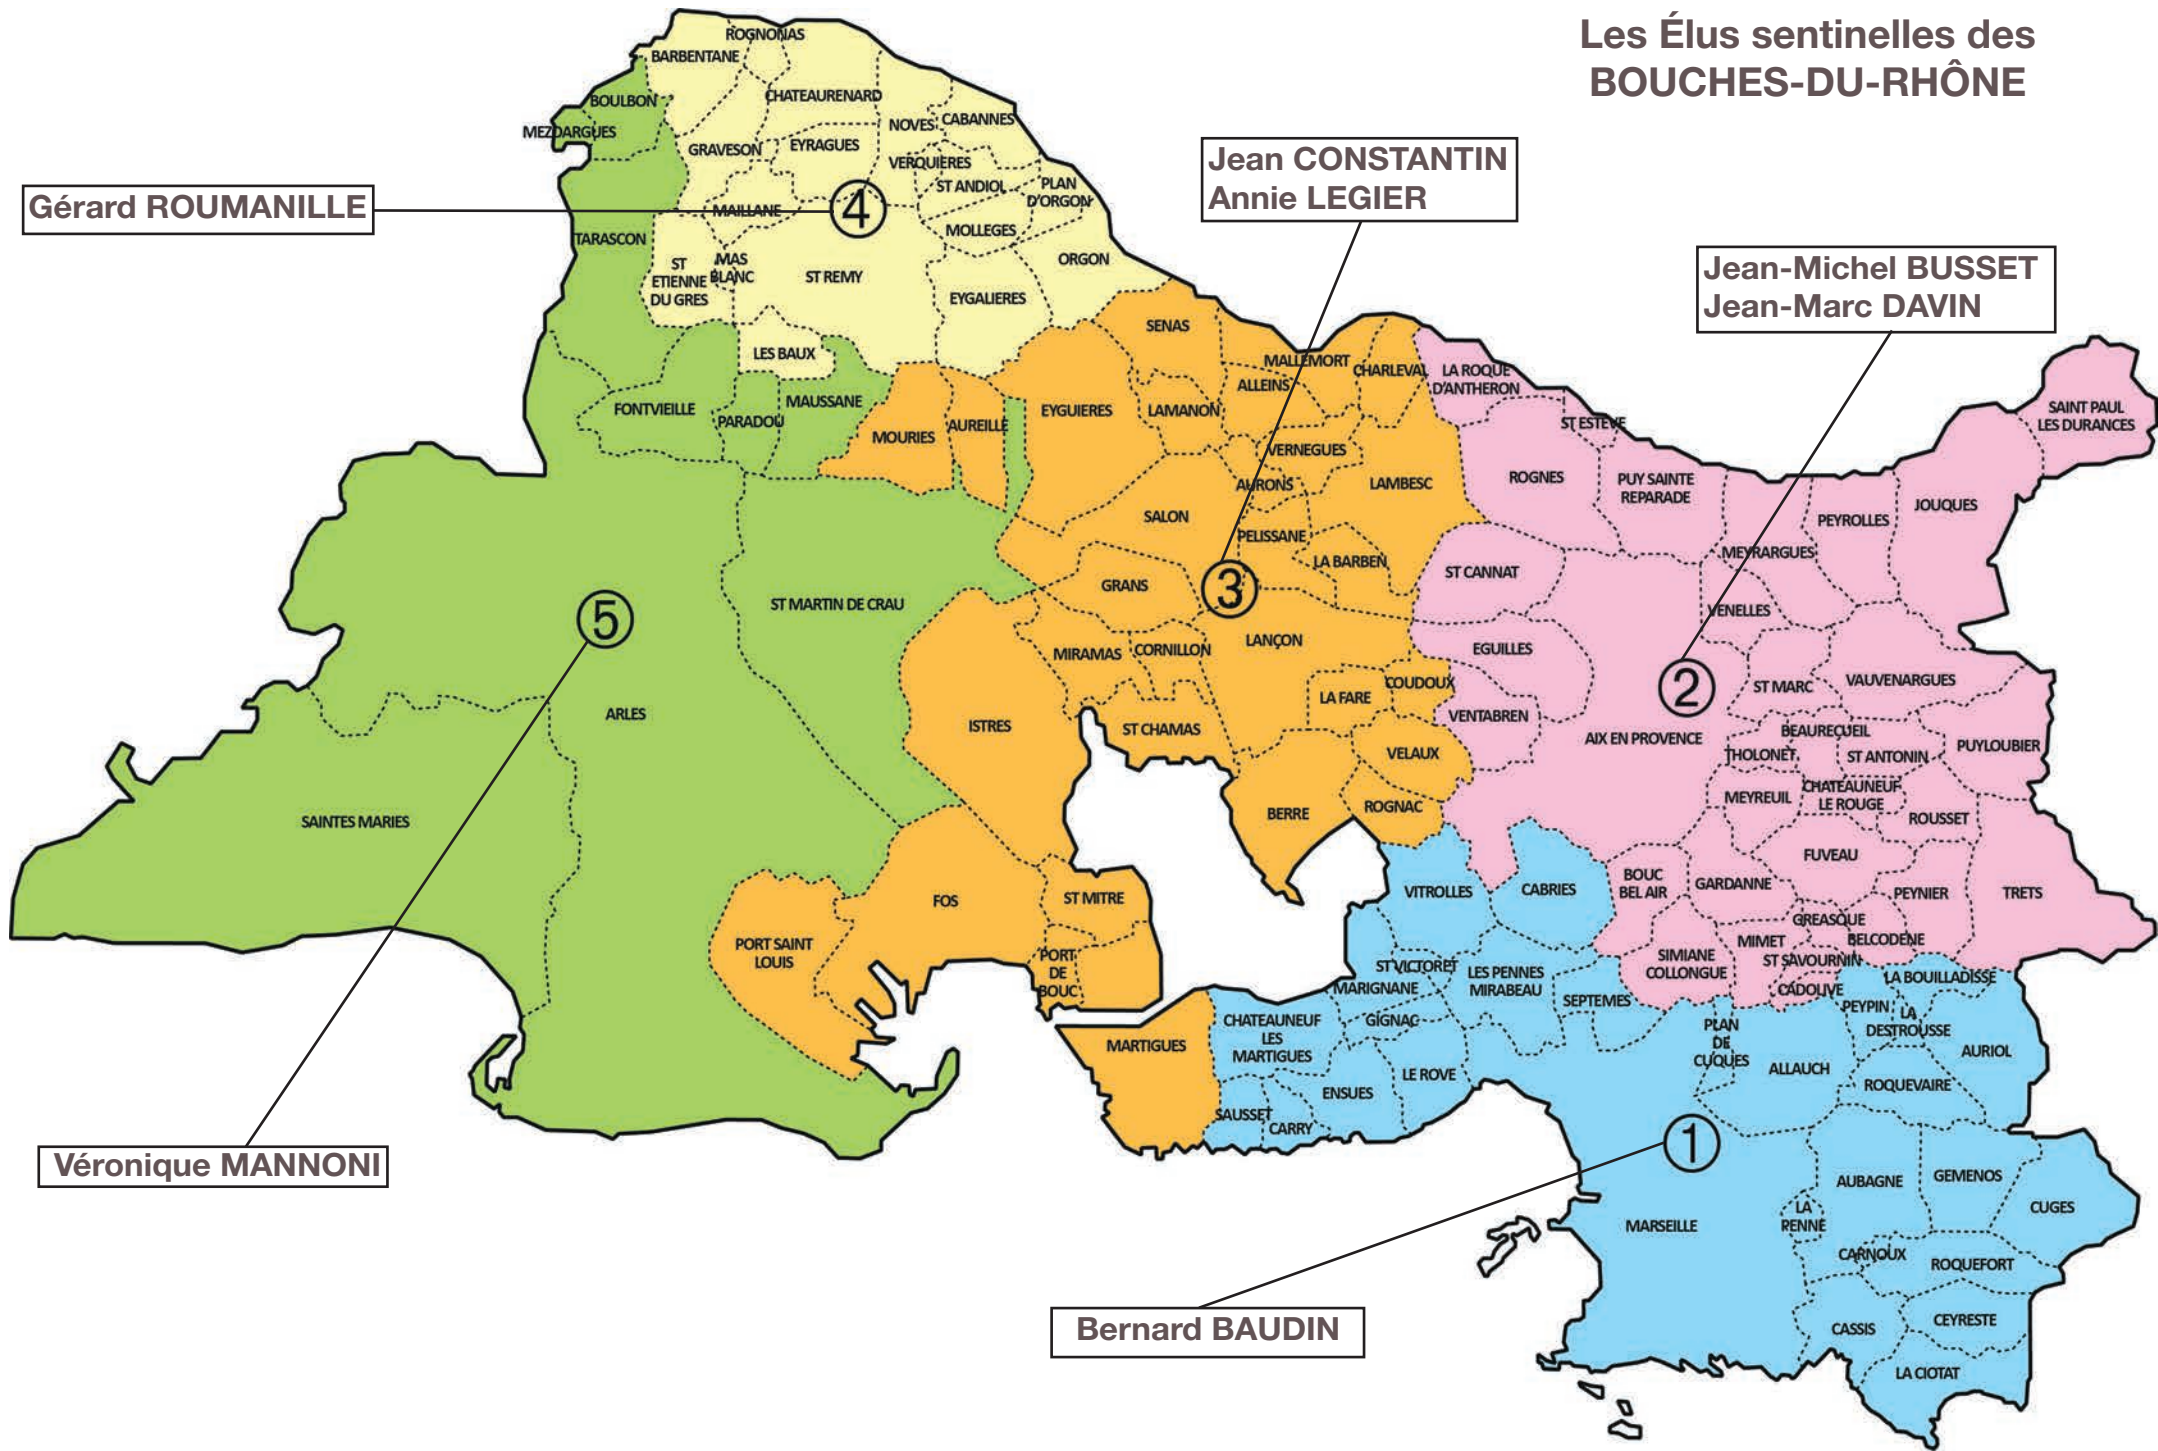 Les Élus sentinelles des
BOUCHES-DU-RHÔNE
Gérard ROUMANILLE
Jean CONSTANTIN
Annie LEGIER
Jean-Michel BUSSET
Jean-Marc DAVIN
Véronique MANNONI
Bernard BAUDIN
4
ROGNONAS
BARBENTANE
CHATEAURENARD
NOVES
CABANNES
GRAVESON
EYRAGUES
VERQUIERES
ST ANDIOL
PLAN
D'ORGON
MAILLANE
MOLLEGES
ORGON
ST
ETIENNE
DU GRES
MAS
BLANC
ST REMY
EYGALIERES
LES BAUX
5
BOULBON
MEZOARGUES
TARASCON
FONTVIEILLE
PARADOU
MAUSSANE
ST MARTIN DE CRAU
ARLES
SAINTES MARIES
3
MOURIES
AUREILLE
EYGUIERES
SENAS
MALLEMORT
CHARLEVAL
ALLEINS
LAMANON
VERNEGUES
AURONS
LAMBESC
SALON
PELISSANE
LA BARBEN
GRANS
MIRAMAS
CORNILLON
LANÇON
LA FARE
COUDOUX
ISTRES
ST CHAMAS
VELAUX
BERRE
ROGNAC
FOS
ST MITRE
PORT SAINT
LOUIS
PORT
DE
BOUC
MARTIGUES
2
LA ROQUE
D'ANTHERON
ST ESTEVE
SAINT PAUL
LES DURANCES
ROGNES
PUY SAINTE
REPARADE
PEYROLLES
JOUQUES
MEYRARGUES
ST CANNAT
VENELLES
EGUILLES
ST MARC
VAUVENARGUES
VENTABREN
AIX EN PROVENCE
BEAURECUEIL
THOLONET
ST ANTONIN
PUYLOUBIER
MEYREUIL
CHATEAUNEUF
LE ROUGE
ROUSSET
FUVEAU
BOUC
BEL AIR
GARDANNE
PEYNIER
TRETS
GREASQUE
MIMET
BELCODENE
SIMIANE
COLLONGUE
ST SAVOURNIN
CADOLIVE
1
VITROLLES
CABRIES
ST VICTORET
MARIGNANE
LES PENNES
MIRABEAU
SEPTEMES
LA BOUILLADISSE
PEYPIN
LA
DESTROUSSE
CHATEAUNEUF
LES
MARTIGUES
GIGNAC
PLAN
DE
CUQUES
ALLAUCH
AURIOL
ROQUEVAIRE
LE ROVE
ENSUES
SAUSSET
CARRY
AUBAGNE
GEMENOS
CUGES
LA
PENNE
MARSEILLE
CARNOUX
ROQUEFORT
CASSIS
CEYRESTE
LA CIOTAT